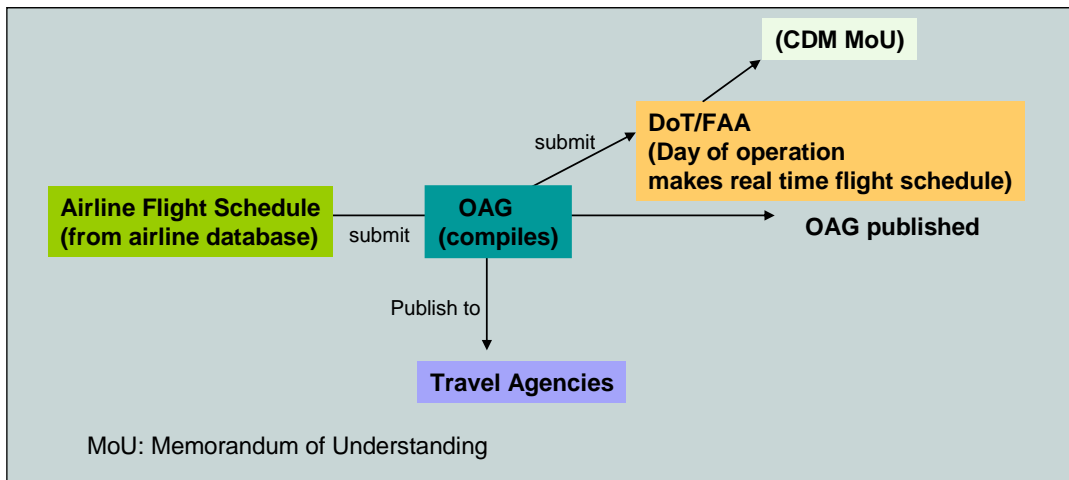 (CDM MoU)
DoT/FAA
(Day of operation
makes real time flight schedule)
submit
Airline Flight Schedule
(from airline database)
submit
OAG
(compiles)
OAG published
Publish to
Travel Agencies
MoU: Memorandum of Understanding